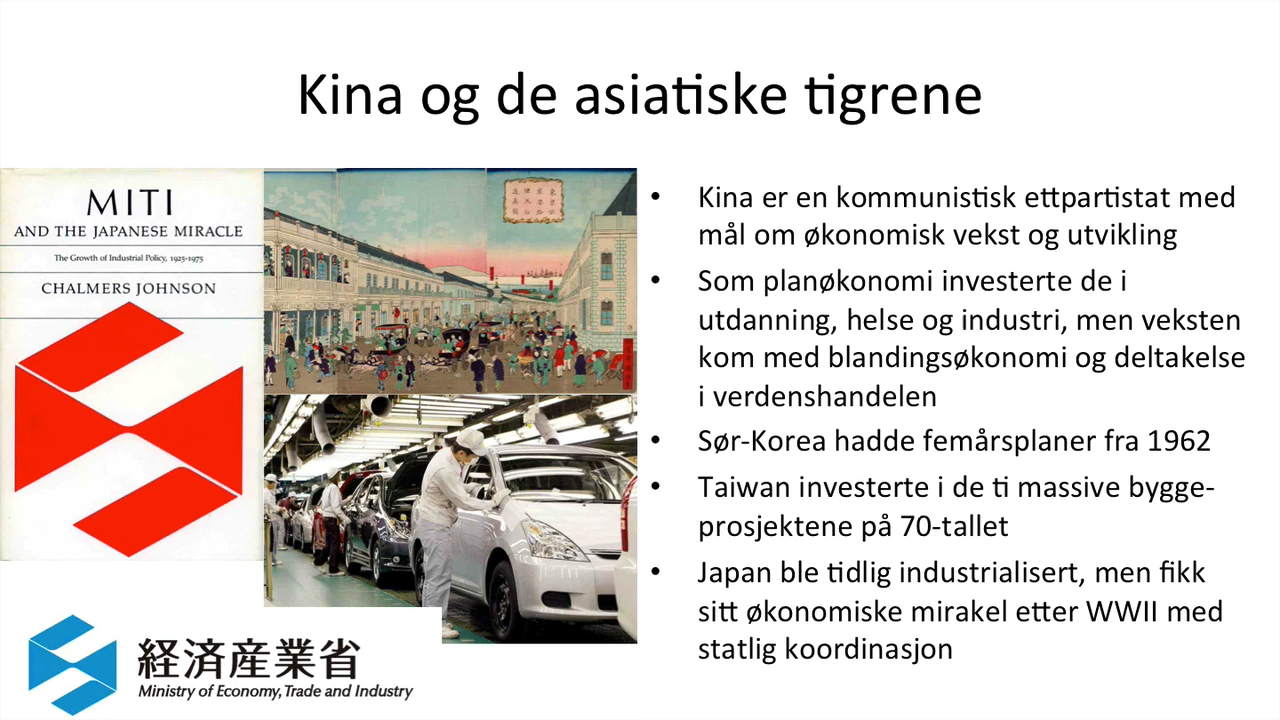 Kina og de asiatiske tigrene
MITI
AND THE JAPANESE MIRACLE
The Growth of Industrial Policy, 1925-1975
CHALMERS JOHNSON
• Kina er en kommunistisk ettpartistat med
mål om økonomisk vekst og utvikling
• Som planøkonomi investerte de i
utdanning, helse og industri, men veksten
kom med blandingsøkonomi og deltakelse
i verdenshandelen
• Sør-Korea hadde femårsplaner fra 1962
• Taiwan investerte i de ti massive bygge-
prosjektene på 70-tallet
• Japan ble tidlig industrialisert, men fikk
sitt økonomiske mirakel etter WWII med
statlig koordinasjon
経済産業省
Ministry of Economy, Trade and Industry